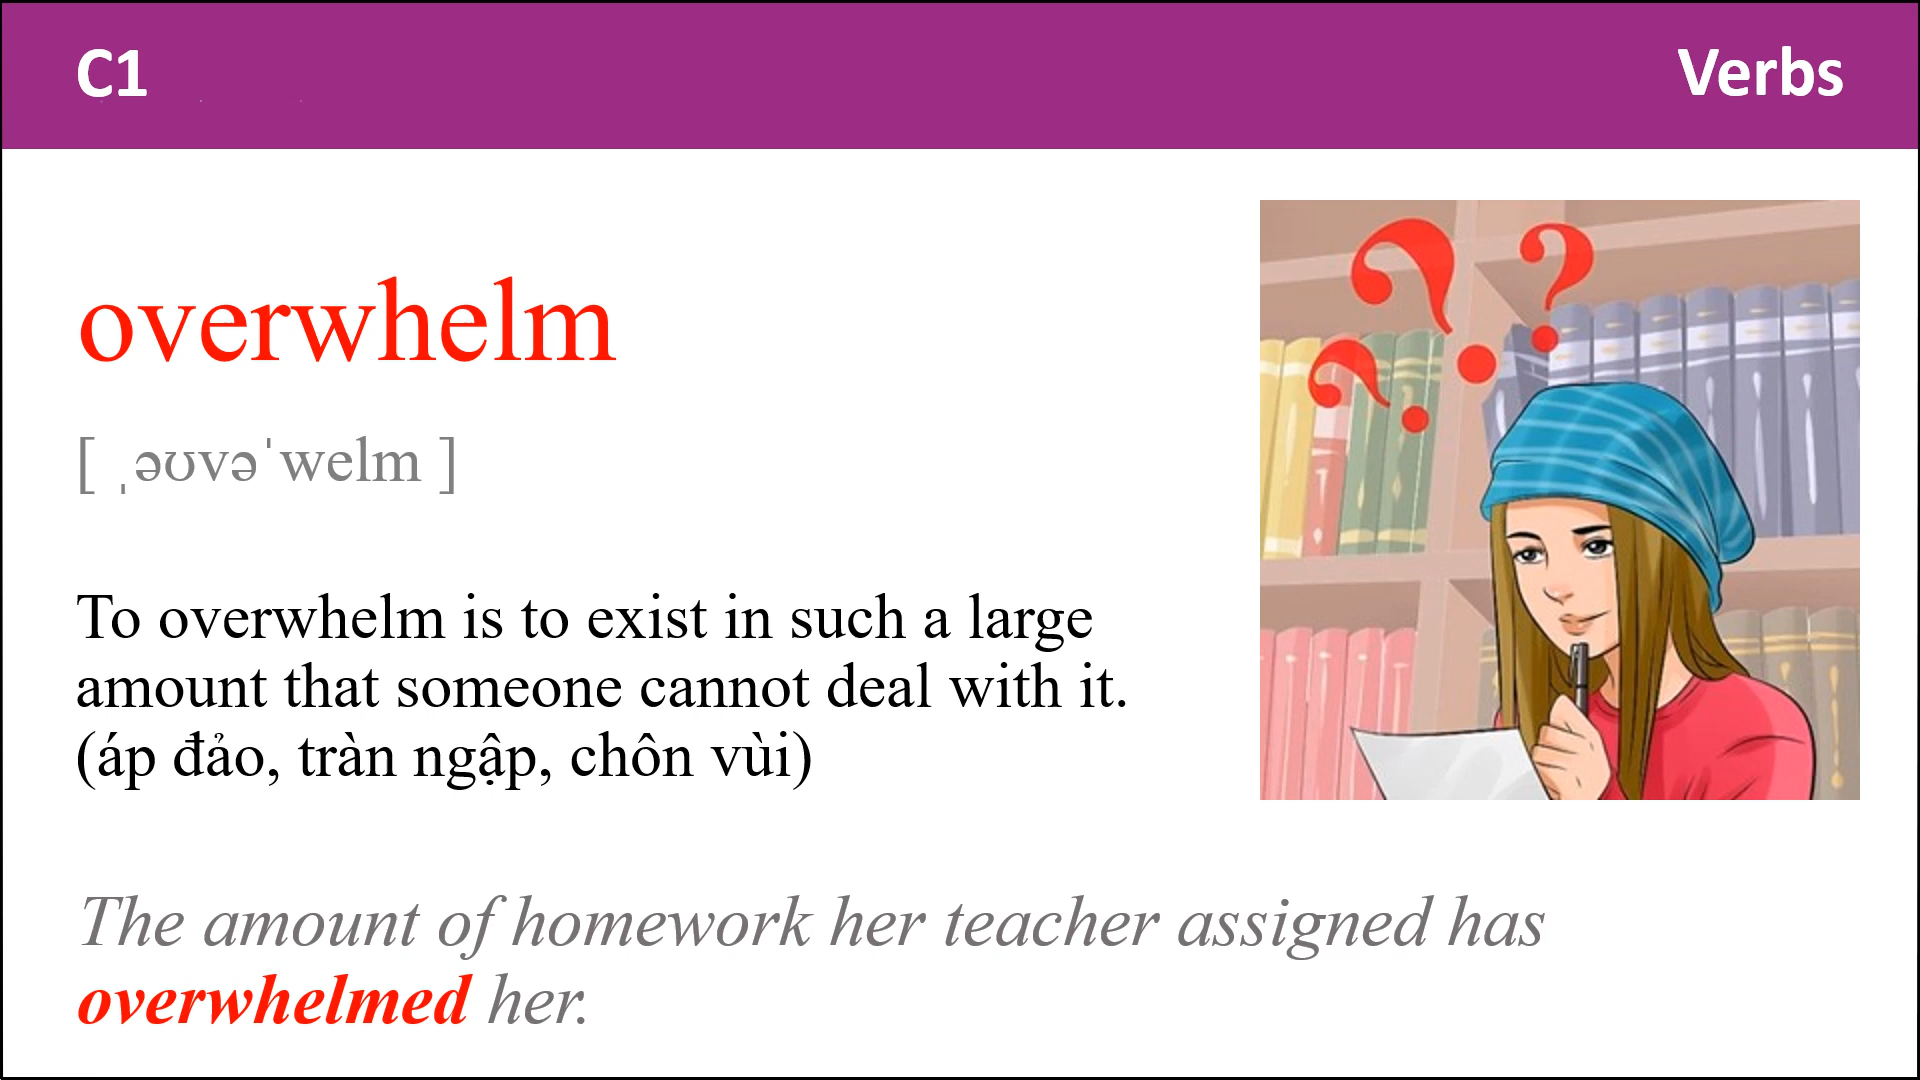 C1
Verbs
overwhelm
[ ˌəʊvəˈwelm ]
To overwhelm is to exist in such a large
amount that someone cannot deal with it.
(áp đảo, tràn ngập, chôn vùi)
? ? ?
The amount of homework her teacher assigned has
overwhelmed her.